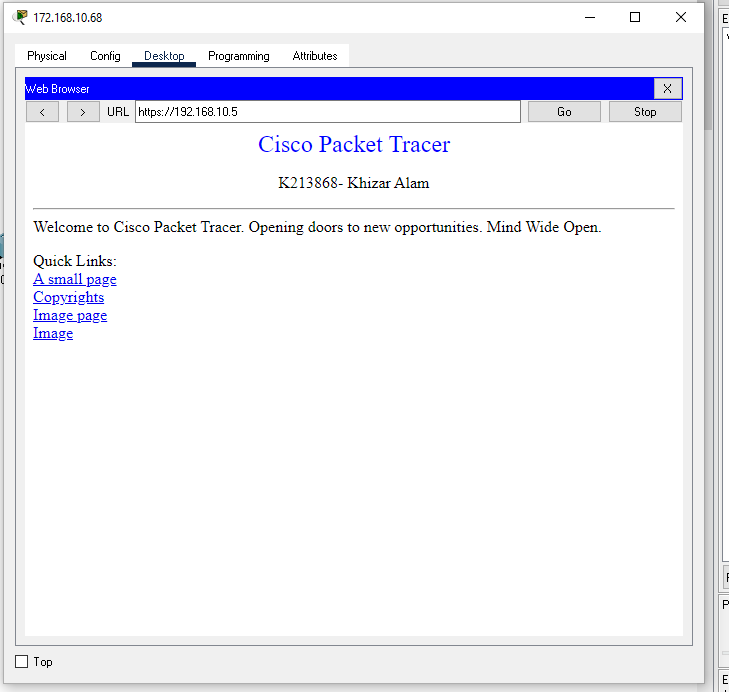 172.168.10.68
Physical Config Desktop Programming Attributes
Web Browser X
< > URL https://192.168.10.5 Go Stop
Cisco Packet Tracer
K213868- Khizar Alam
Welcome to Cisco Packet Tracer. Opening doors to new opportunities. Mind Wide Open.
Quick Links:
A small page
Copyrights
Image page
Image
Top